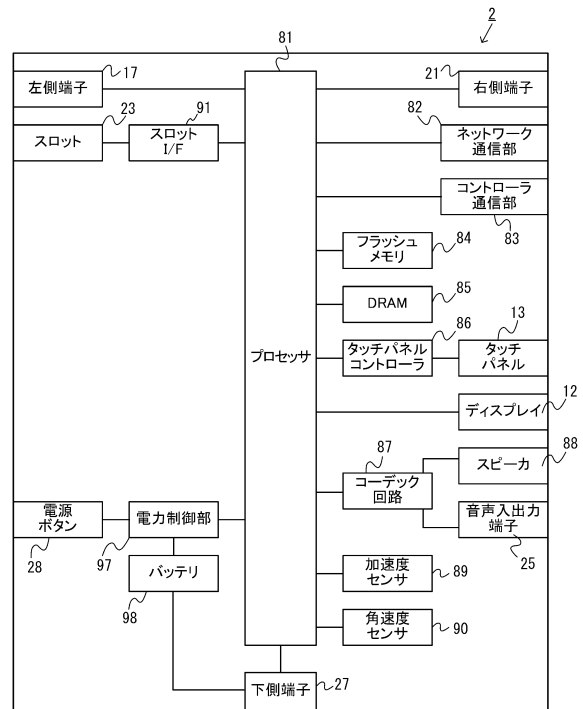 2
81
左側端子
17
21
右側端子
23
スロット
91
スロット
I/F
82
ネットワーク
通信部
コントローラ
通信部
83
フラッシュ
メモリ
84
DRAM
85
86
13
プロセッサ
タッチパネル
コントローラ
タッチ
パネル
ディスプレイ
12
87
コーデック
回路
スピーカ
88
電源
ボタン
28
電力制御部
97
音声入出力
端子
25
バッテリ
98
加速度
センサ
89
角速度
センサ
90
下側端子
27